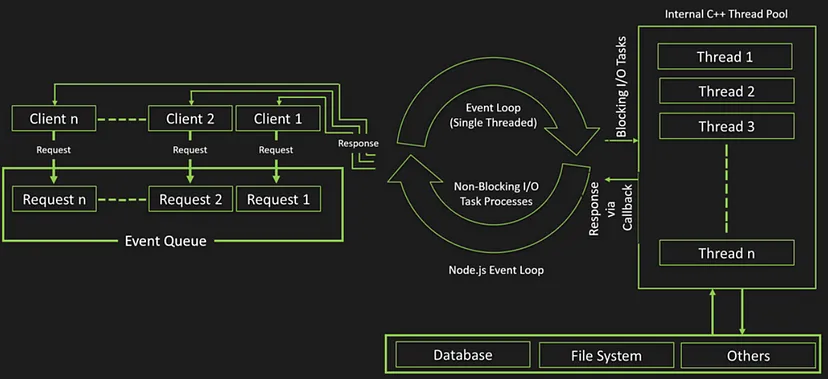 Internal C++ Thread Pool
Thread 1
Thread 2
Thread 3
Thread n
Blocking I/O Tasks
Response
via
Callback
Event Loop
(Single Threaded)
Non-Blocking I/O
Task Processes
Node.js Event Loop
Client n
Client 2
Client 1
Response
Request
Request
Request
Request n
Request 2
Request 1
Event Queue
Database
File System
Others